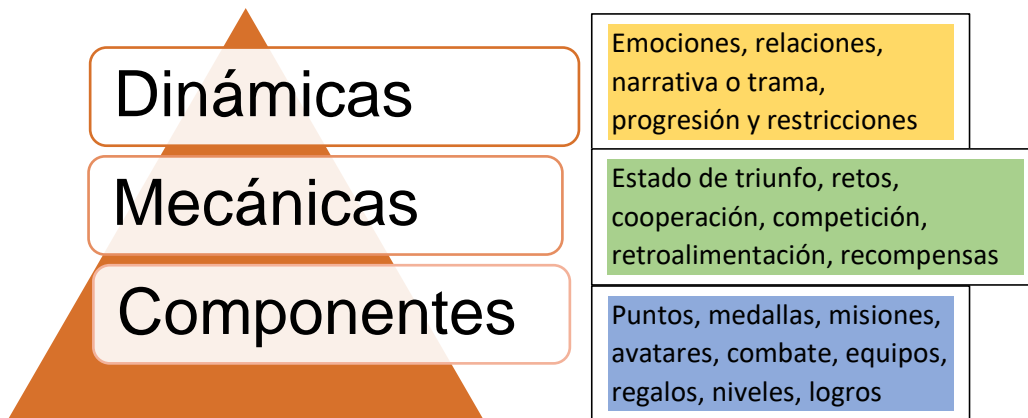 Dinámicas
Emociones, relaciones,
narrativa o trama,
progresión y restricciones
Mecánicas
Estado de triunfo, retos,
cooperación, competición,
retroalimentación, recompensas
Componentes
Puntos, medallas, misiones,
avatares, combate, equipos,
regalos, niveles, logros